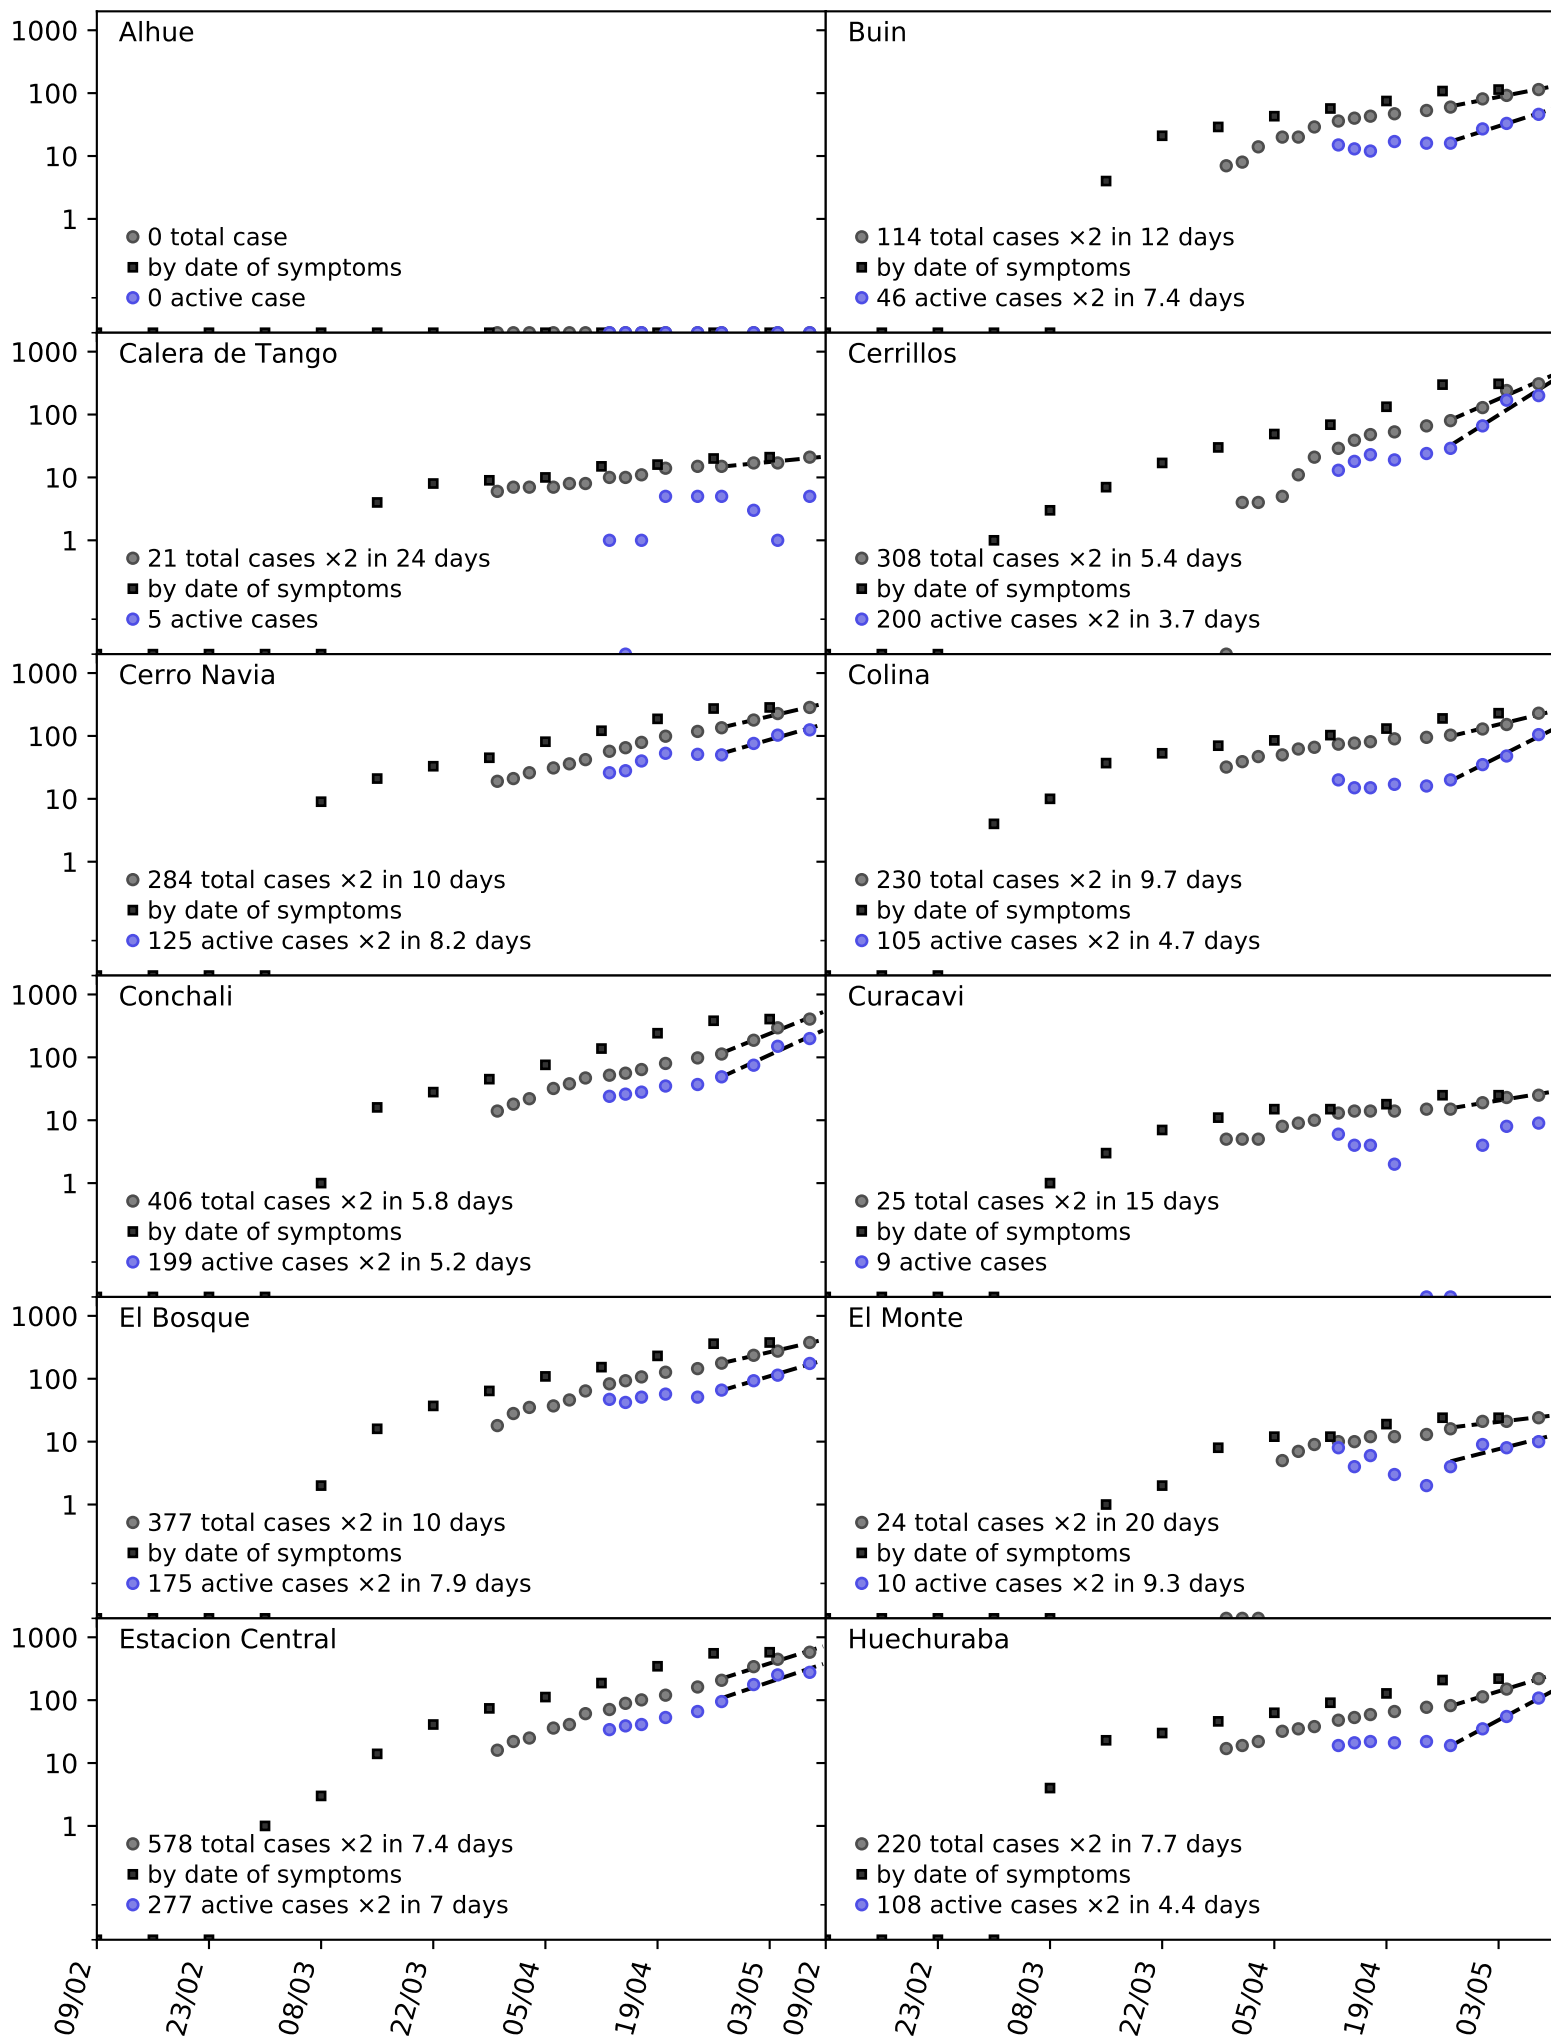 1000
100
10
1
Alhue
0 total case
by date of symptoms
0 active case
Buin
114 total cases ×2 in 12 days
by date of symptoms
46 active cases ×2 in 7.4 days
1000
100
10
1
Calera de Tango
21 total cases ×2 in 24 days
by date of symptoms
5 active cases
Cerrillos
308 total cases ×2 in 5.4 days
by date of symptoms
200 active cases ×2 in 3.7 days
1000
100
10
1
Cerro Navia
284 total cases ×2 in 10 days
by date of symptoms
125 active cases ×2 in 8.2 days
Colina
230 total cases ×2 in 9.7 days
by date of symptoms
105 active cases ×2 in 4.7 days
1000
100
10
1
Conchali
406 total cases ×2 in 5.8 days
by date of symptoms
199 active cases ×2 in 5.2 days
Curacavi
25 total cases ×2 in 15 days
by date of symptoms
9 active cases
1000
100
10
1
El Bosque
377 total cases ×2 in 10 days
by date of symptoms
175 active cases ×2 in 7.9 days
El Monte
24 total cases ×2 in 20 days
by date of symptoms
10 active cases ×2 in 9.3 days
1000
100
10
1
Estacion Central
578 total cases ×2 in 7.4 days
by date of symptoms
277 active cases ×2 in 7 days
Huechuraba
220 total cases ×2 in 7.7 days
by date of symptoms
108 active cases ×2 in 4.4 days
09/02
23/02
08/03
22/03
05/04
19/04
03/05
09/02
23/02
08/03
22/03
05/04
19/04
03/05